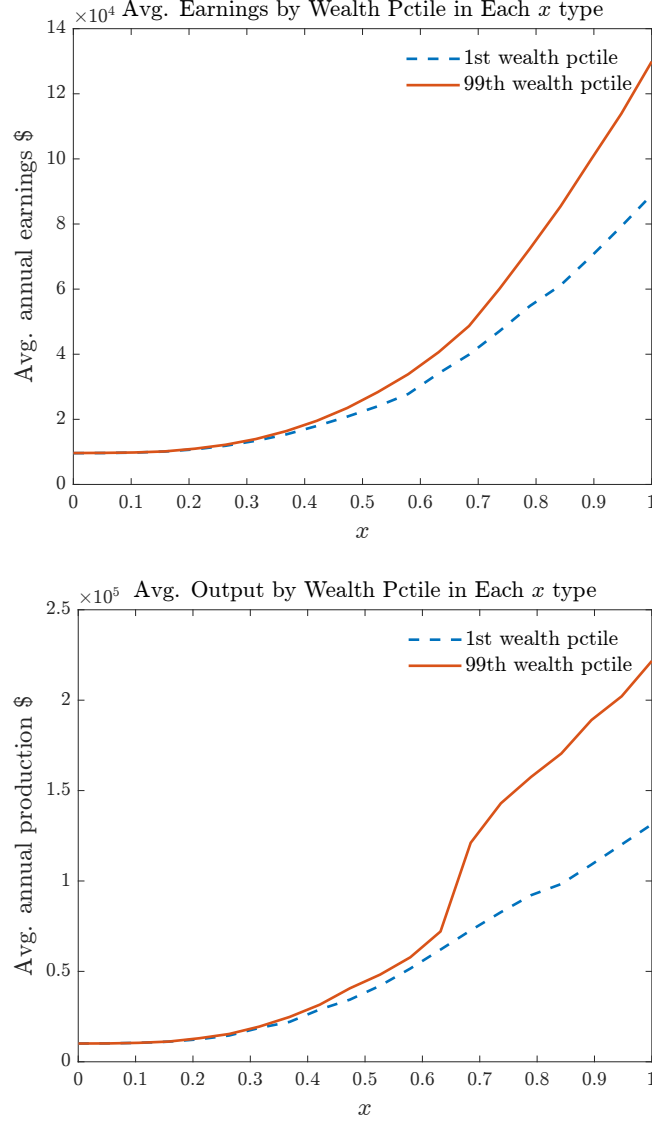 ×10⁴ Avg. Earnings by Wealth Pctile in Each x type
14
12
10
8
6
4
2
0
Avg. annual earnings $
1st wealth pctile
99th wealth pctile
0 0.1 0.2 0.3 0.4 0.5 0.6 0.7 0.8 0.9 1
x
×10⁵ Avg. Output by Wealth Pctile in Each x type
2.5
2
1.5
1
0.5
0
Avg. annual production $
1st wealth pctile
99th wealth pctile
0 0.1 0.2 0.3 0.4 0.5 0.6 0.7 0.8 0.9 1
x